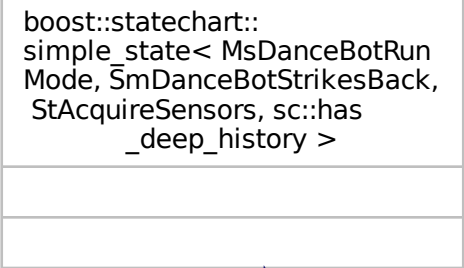 boost::statechart::
simple_state< MsDanceBotRun
Mode, SmDanceBotStrikesBack,
StAcquireSensors, sc::has
_deep_history >